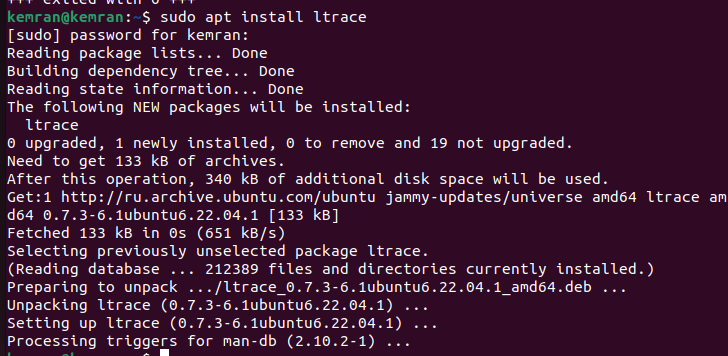 +++ exited with 0 +++
kemran@kemran:~$ sudo apt install ltrace
[sudo] password for kemran:
Reading package lists... Done
Building dependency tree... Done
Reading state information... Done
The following NEW packages will be installed:
  ltrace
0 upgraded, 1 newly installed, 0 to remove and 19 not upgraded.
Need to get 133 kB of archives.
After this operation, 340 kB of additional disk space will be used.
Get:1 http://ru.archive.ubuntu.com/ubuntu jammy-updates/universe amd64 ltrace am
d64 0.7.3-6.1ubuntu6.22.04.1 [133 kB]
Fetched 133 kB in 0s (651 kB/s)
Selecting previously unselected package ltrace.
(Reading database ... 212389 files and directories currently installed.)
Preparing to unpack .../ltrace_0.7.3-6.1ubuntu6.22.04.1_amd64.deb ...
Unpacking ltrace (0.7.3-6.1ubuntu6.22.04.1) ...
Setting up ltrace (0.7.3-6.1ubuntu6.22.04.1) ...
Processing triggers for man-db (2.10.2-1) ...
kemran@kemran:~$